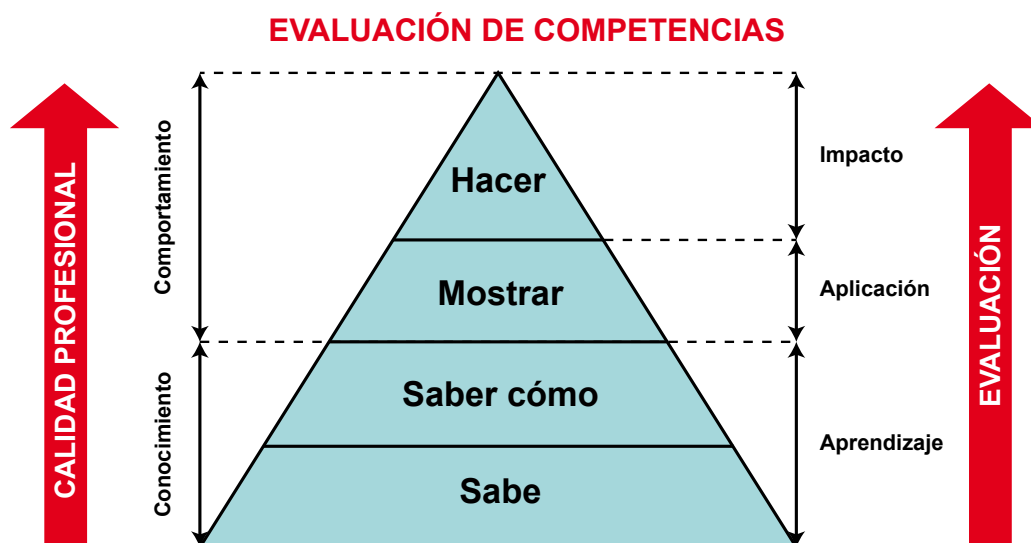 EVALUACIÓN DE COMPETENCIAS
CALIDAD PROFESIONAL
Comportamiento
Conocimiento
Hacer
Mostrar
Saber cómo
Sabe
Impacto
Aplicación
Aprendizaje
EVALUACIÓN